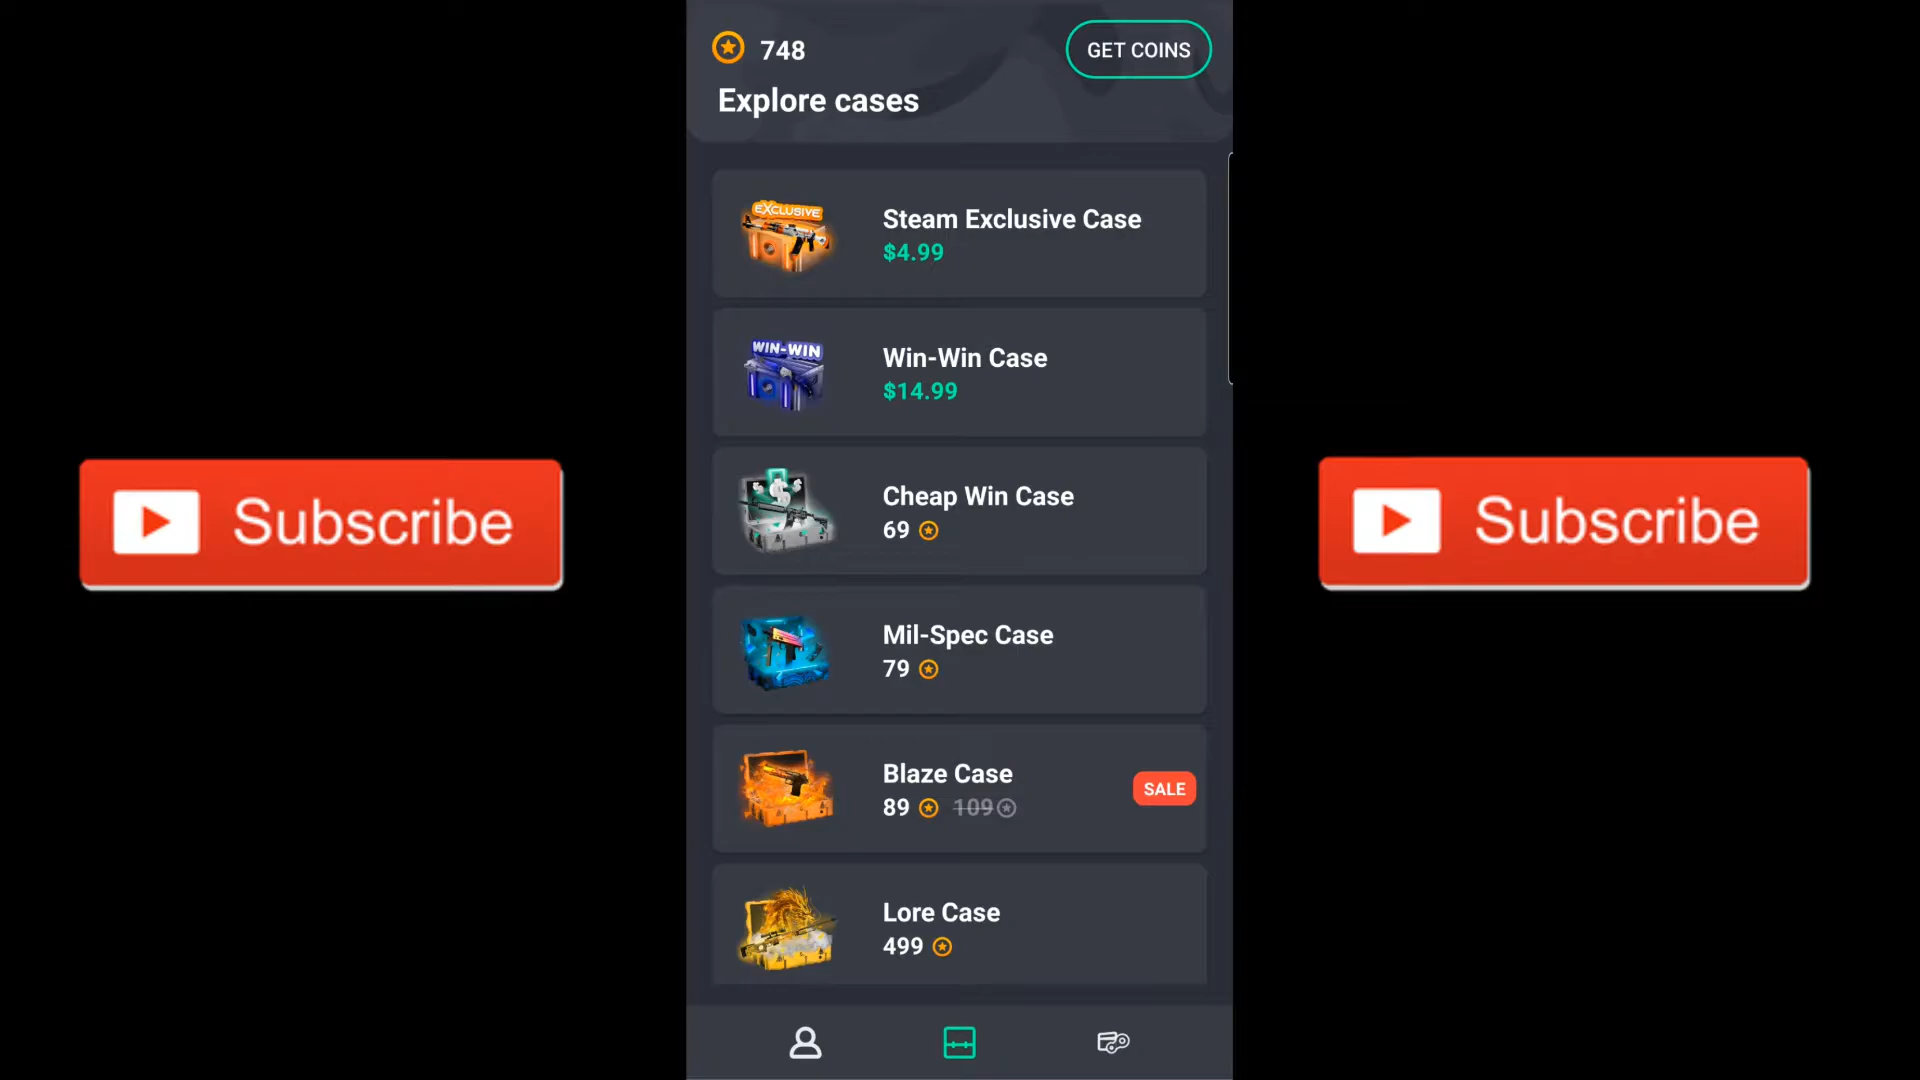 748
GET COINS
Explore cases
EXCLUSIVE
Steam Exclusive Case
$4.99
WIN-WIN
Win-Win Case
$14.99
Cheap Win Case
69
Mil-Spec Case
79
Blaze Case
89 109
SALE
Lore Case
499
Subscribe
Subscribe